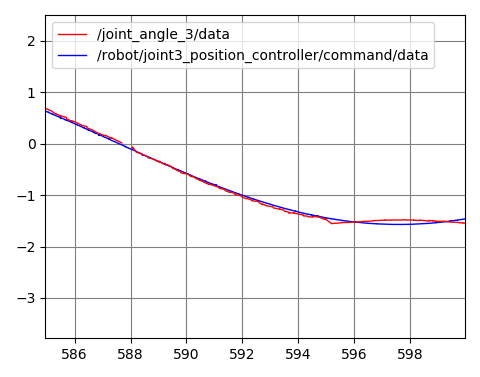 /joint_angle_3/data
/robot/joint3_position_controller/command/data
2
1
0
−1
−2
−3
586 588 590 592 594 596 598